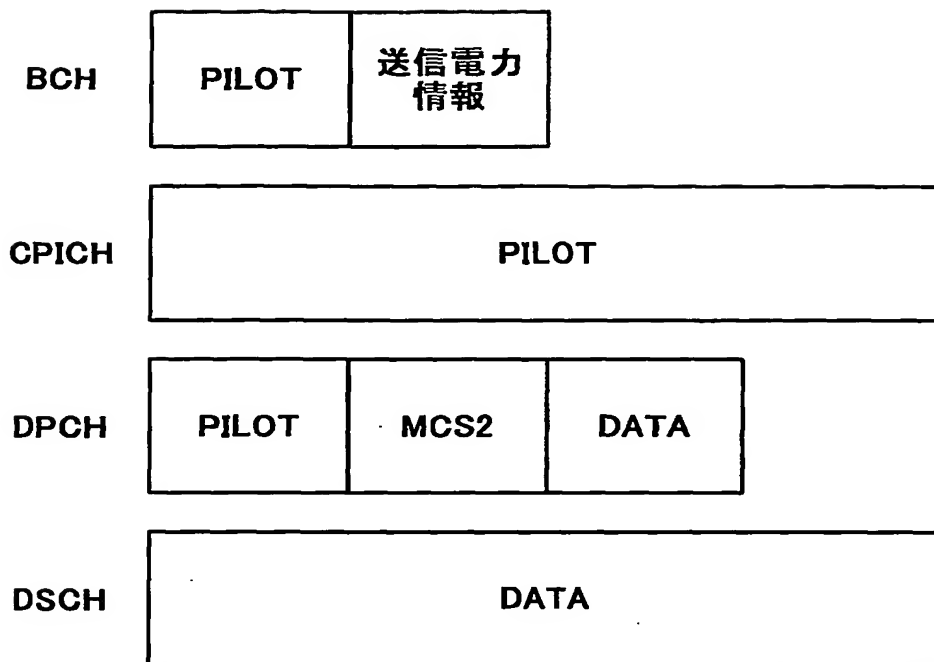 BCH PILOT 送信電力
情報
CPICH PILOT
DPCH PILOT MCS2 DATA
DSCH DATA